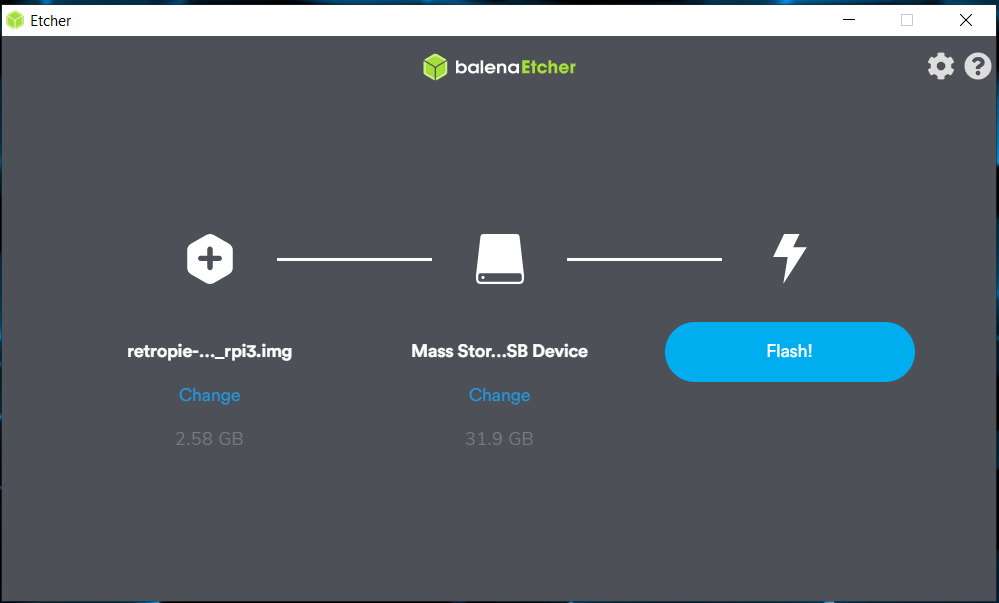 Etcher
balenaEtcher
retropie-..._rpi3.img
Mass Stor...SB Device
Flash!
Change
Change
2.58 GB
31.9 GB